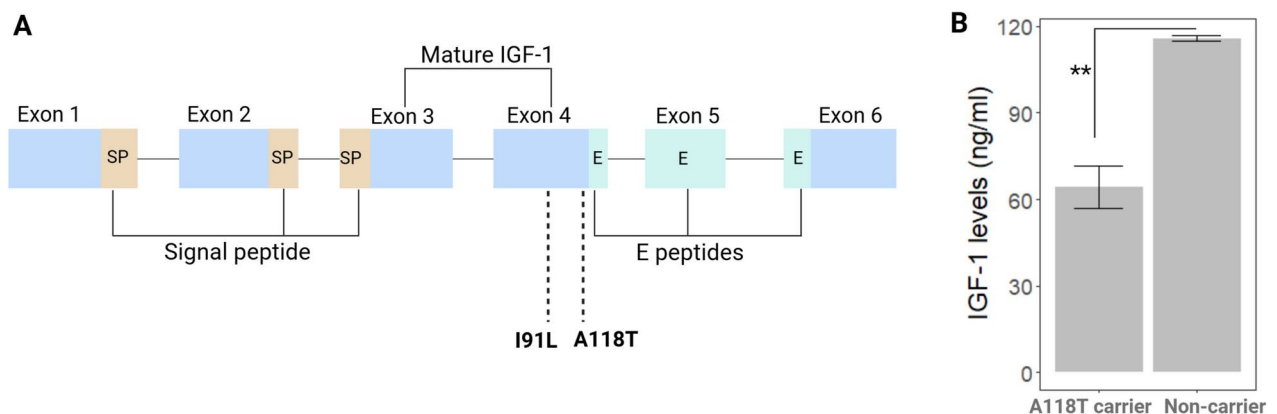 A
Mature IGF-1
Exon 1
Exon 2
Exon 3
Exon 4
Exon 5
Exon 6
SP
SP
SP
E
E
E
Signal peptide
E peptides
I91L
A118T
B
IGF-1 levels (ng/ml)
120
90
60
30
0
**
A118T carrier
Non-carrier